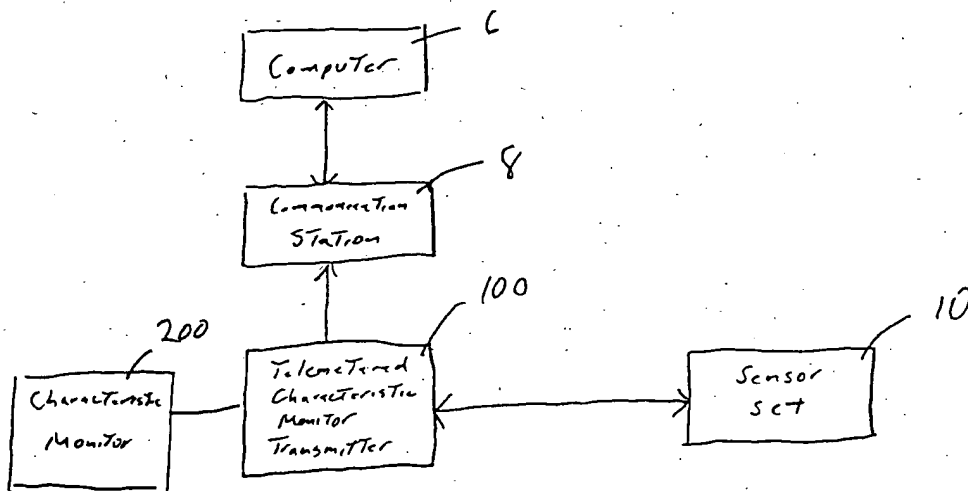 6
Computer
8
Communication
Station
100
200
10
Telemetered
Characteristic
Monitor
Transmitter
Characteristic
Monitor
Sensor
set